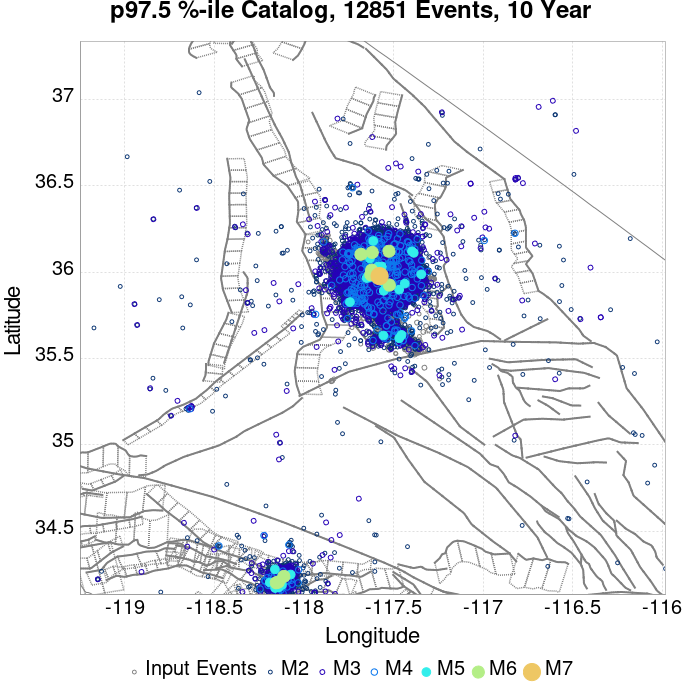 p97.5 %-ile Catalog, 12851 Events, 10 Year
37
36.5
36
35.5
35
34.5
Latitude
-119
-118.5
-118
-117.5
-117
-116.5
-116
Longitude
Input Events
M2
M3
M4
M5
M6
M7